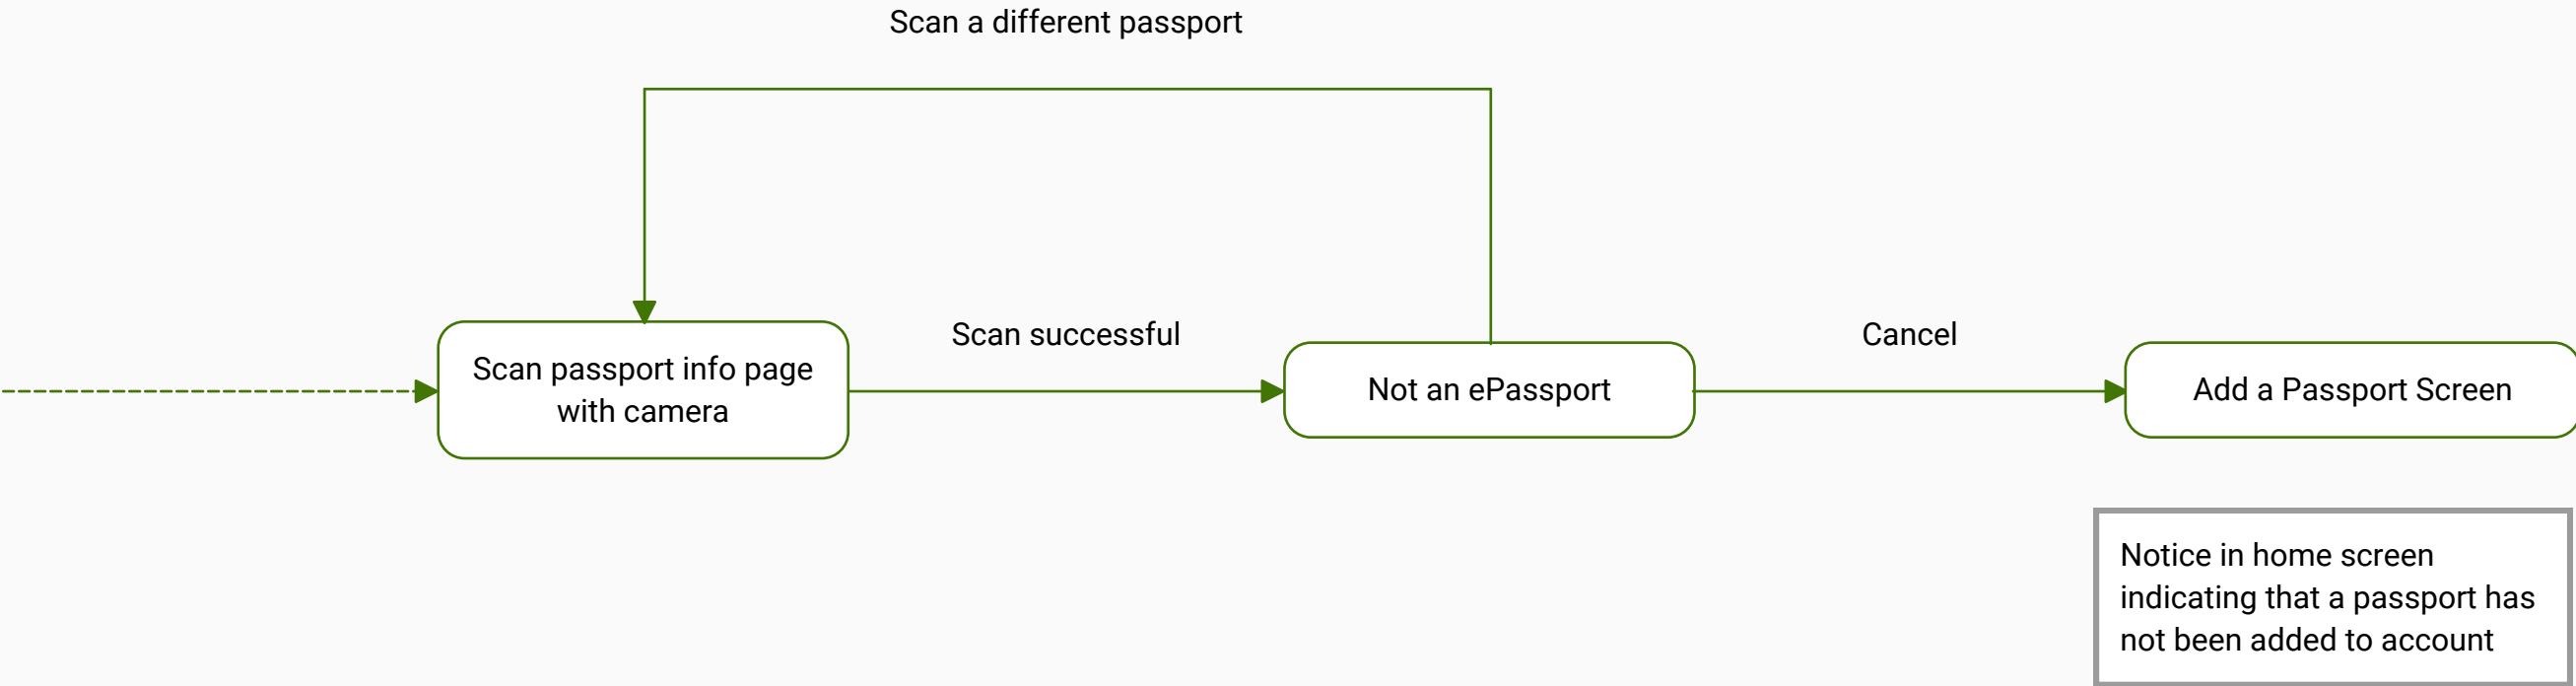 Scan a different passport
Scan passport info page
with camera
Scan successful
Not an ePassport
Cancel
Add a Passport Screen
Notice in home screen
indicating that a passport has
not been added to account